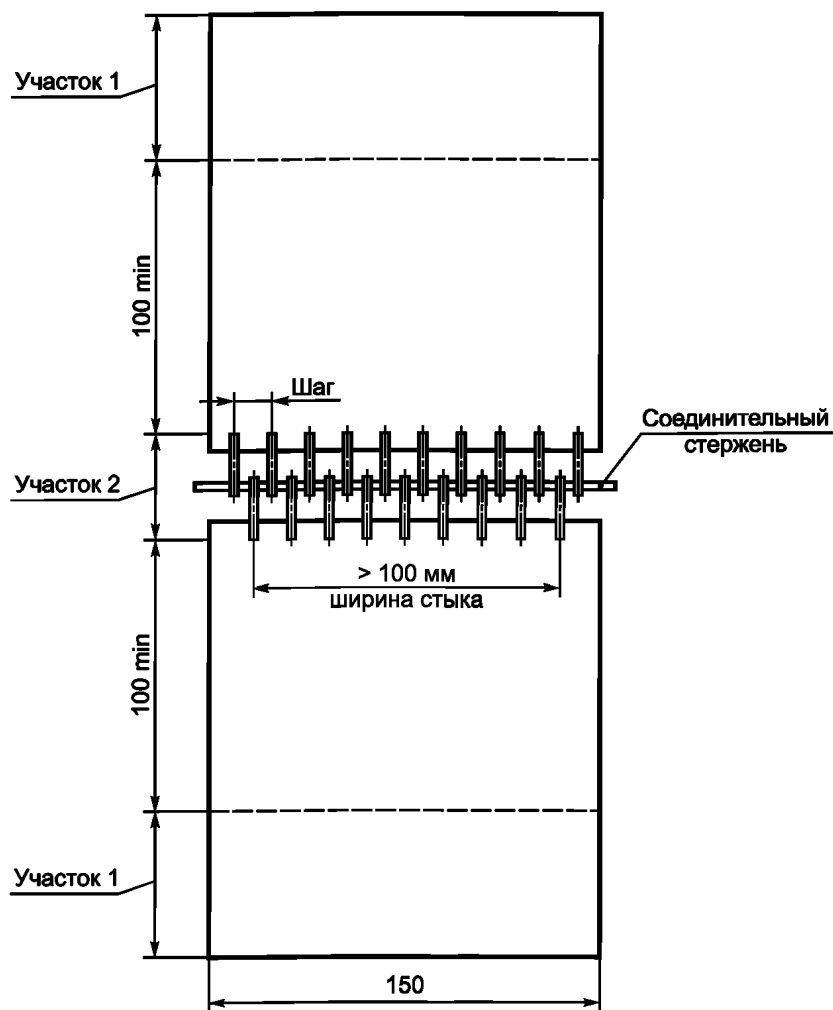 Участок 1
100 min
Шаг
Соединительный
стержень
Участок 2
> 100 мм
ширина стыка
100 min
Участок 1
150